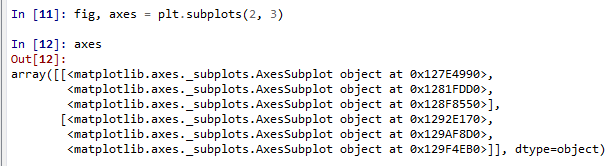 In [11]: fig, axes = plt.subplots(2, 3)
In [12]: axes
Out[12]:
array([[<matplotlib.axes._subplots.AxesSubplot object at 0x127E4990>,
<matplotlib.axes._subplots.AxesSubplot object at 0x1281FDD0>,
<matplotlib.axes._subplots.AxesSubplot object at 0x128F8550>],
[<matplotlib.axes._subplots.AxesSubplot object at 0x1292E170>,
<matplotlib.axes._subplots.AxesSubplot object at 0x129AF8D0>,
<matplotlib.axes._subplots.AxesSubplot object at 0x129F4EB0>]], dtype=object)